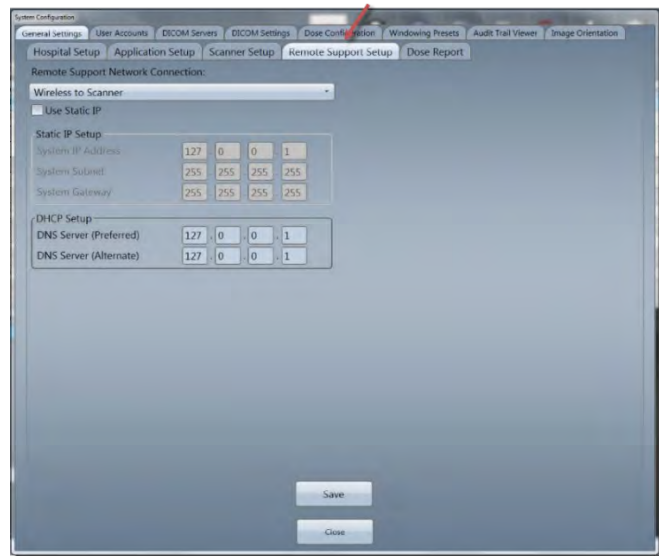 System Configuration
General Settings User Accounts DICOM Servers DICOM Settings Dose Configuration Windowing Presets Audit Trail Viewer Image Orientation
Hospital Setup Application Setup Scanner Setup Remote Support Setup Dose Report
Remote Support Network Connection:
Wireless to Scanner
Use Static IP
Static IP Setup
System IP Address 127 . 0 . 0 . 1
System Subnet 255 . 255 . 255 . 255
System Gateway 255 . 255 . 255 . 255
DHCP Setup
DNS Server (Preferred) 127 . 0 . 0 . 1
DNS Server (Alternate) 127 . 0 . 0 . 1
Save
Close